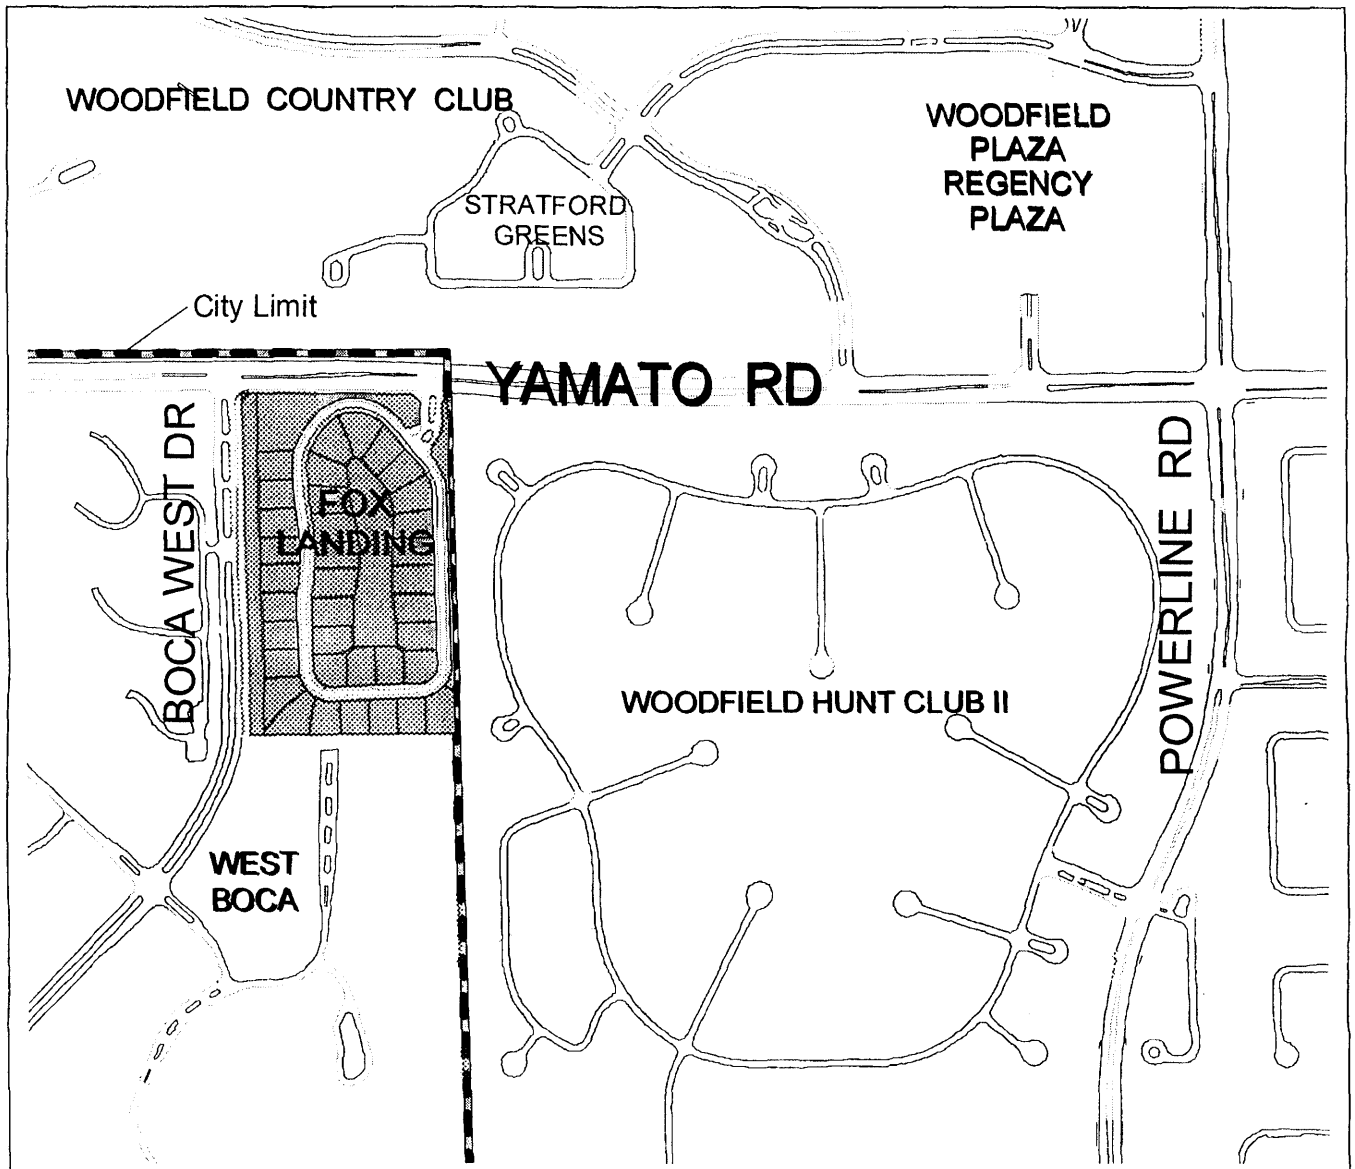 WOODFIELD COUNTRY CLUB
WOODFIELD
PLAZA
REGENCY
PLAZA
STRATFORD
GREENS
City Limit
YAMATO RD
BOCA WEST DR
FOX
LANDING
POWERLINE RD
WOODFIELD HUNT CLUB II
WEST
BOCA